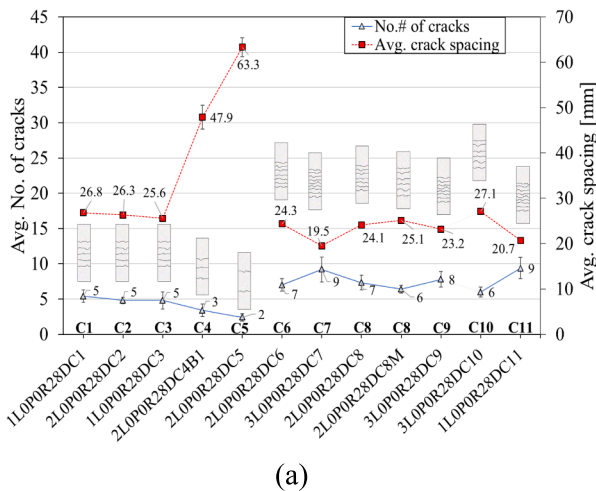 No.# of cracks
Avg. crack spacing
Avg. No. of cracks
45
40
35
30
25
20
15
10
5
0
70
60
50
40
30
20
10
0
Avg. crack spacing [mm]
26.8
26.3
25.6
47.9
63.3
24.3
19.5
24.1
25.1
23.2
27.1
20.7
5
5
5
3
2
7
9
7
6
8
6
9
C1 C2 C3 C4 C5 C6 C7 C8 C8 C9 C10 C11
1L0P0R28DC1
2L0P0R28DC2
1L0P0R28DC3
2L0P0R28DC4B1
2L0P0R28DC5
2L0P0R28DC6
3L0P0R28DC7
2L0P0R28DC8
2L0P0R28DC8M
3L0P0R28DC9
3L0P0R28DC10
1L0P0R28DC11
(a)